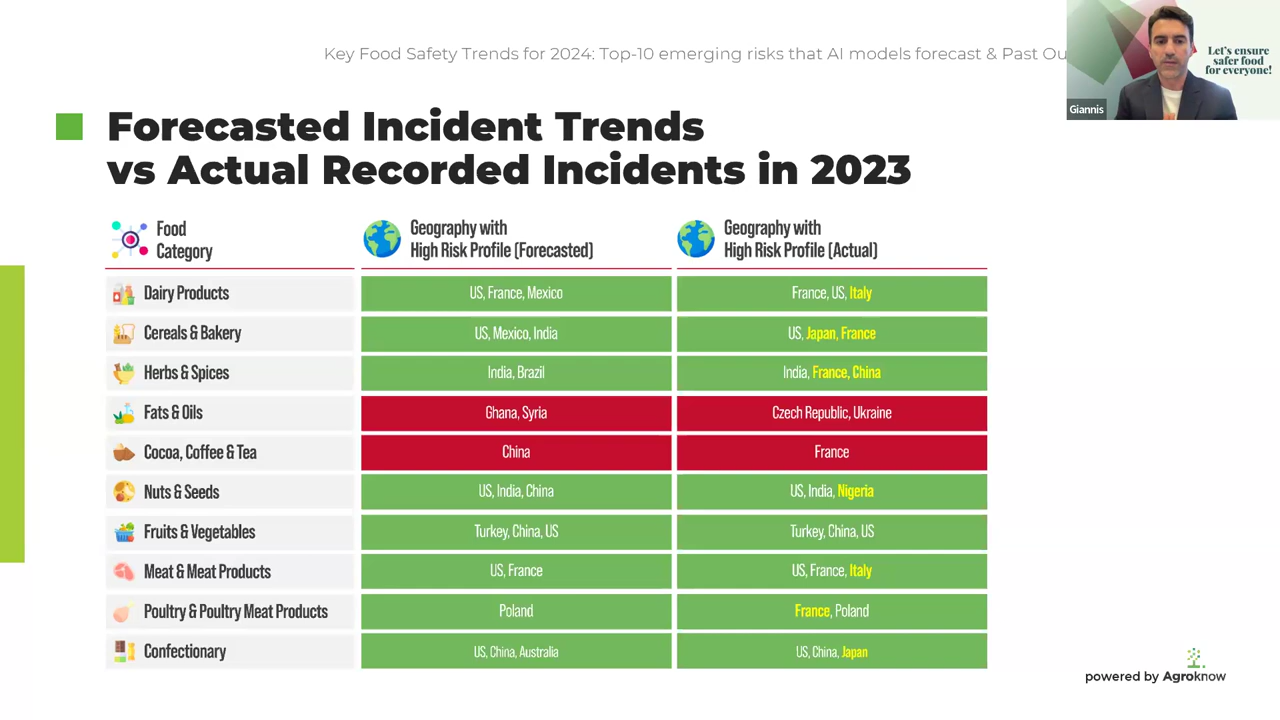 Key Food Safety Trends for 2024: Top-10 emerging risks that AI models forecast & Past Ou
Let's ensure
safer food
for everyone!
Giannis
Forecasted Incident Trends
vs Actual Recorded Incidents in 2023
Food
Category
Geography with
High Risk Profile (Forecasted)
Geography with
High Risk Profile (Actual)
Dairy Products
US, France, Mexico
France, US, Italy
Cereals & Bakery
US, Mexico, India
US, Japan, France
Herbs & Spices
India, Brazil
India, France, China
Fats & Oils
Ghana, Syria
Czech Republic, Ukraine
Cocoa, Coffee & Tea
China
France
Nuts & Seeds
US, India, China
US, India, Nigeria
Fruits & Vegetables
Turkey, China, US
Turkey, China, US
Meat & Meat Products
US, France
US, France, Italy
Poultry & Poultry Meat Products
Poland
France, Poland
Confectionary
US, China, Australia
US, China, Japan
powered by Agroknow